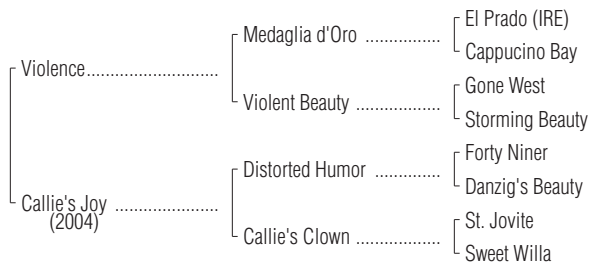 El Prado (IRE)
Medaglia d'Oro ..................
Cappucino Bay
Violence............................
Gone West
Violent Beauty ....................
Storming Beauty
Forty Niner
Distorted Humor ................
Danzig's Beauty
Callie's Joy ......................
(2004)
St. Jovite
Callie's Clown ....................
Sweet Willa